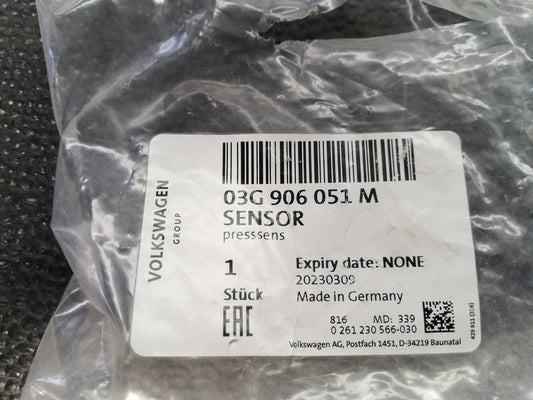 VOLKSWAGEN
GROUP
03G 906 051 M
SENSOR
presssens
1
Stück
Expiry date: NONE
20230309
Made in Germany
EAC
816 MD: 339
0 261 230 566-030
Volkswagen AG, Postfach 1451, D-34219 Baunatal